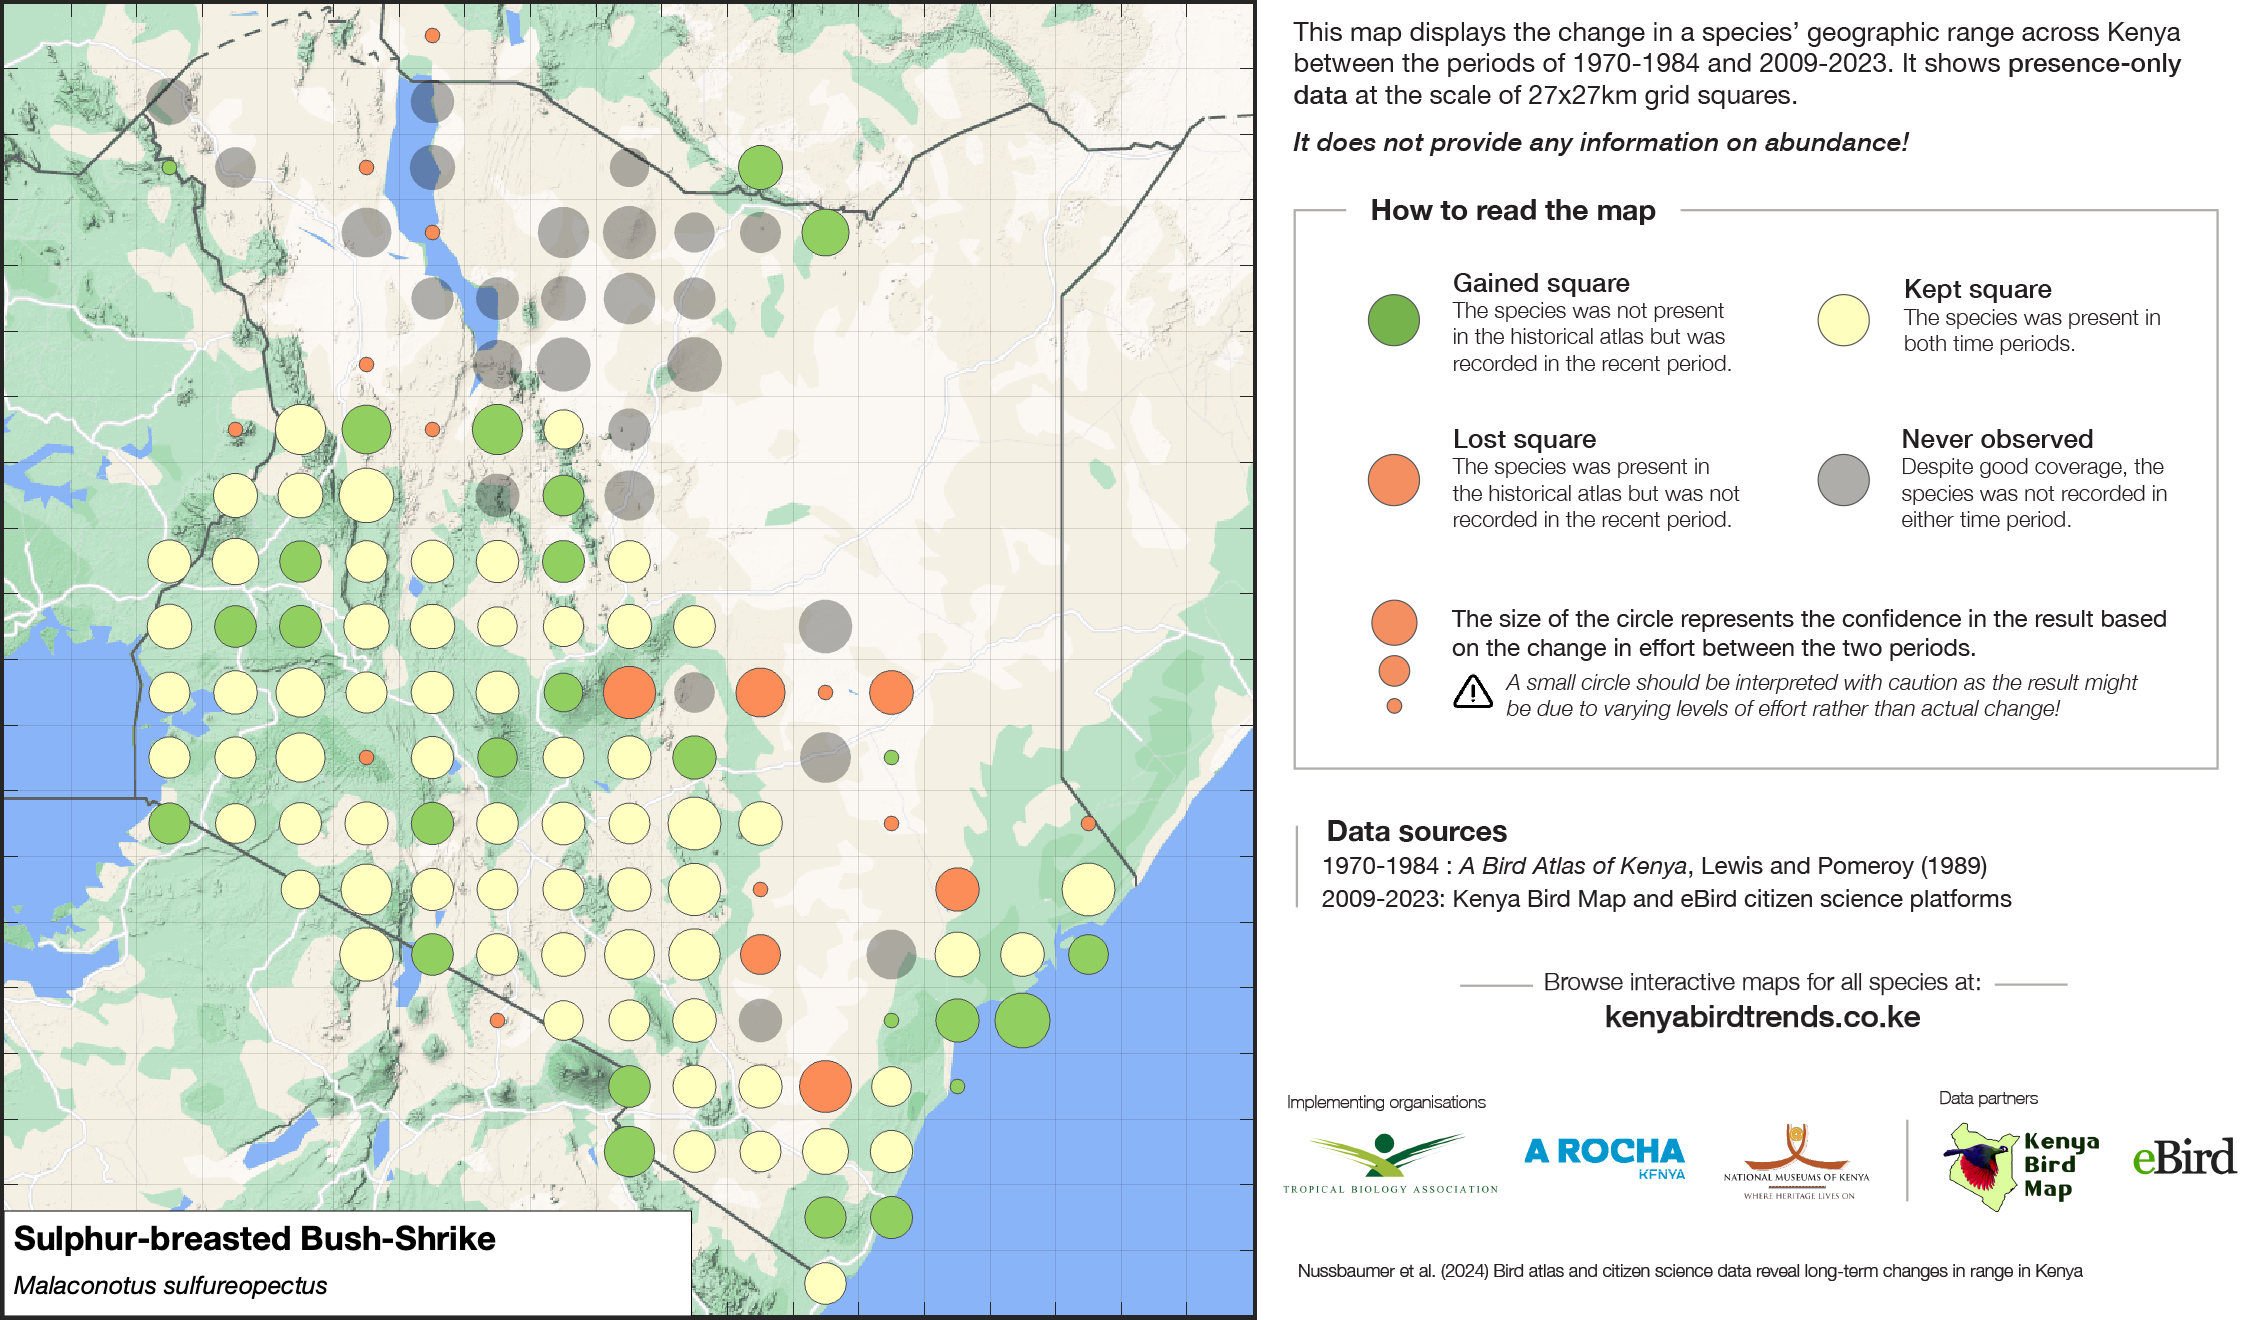 This map displays the change in a species’ geographic range across Kenya
between the periods of 1970-1984 and 2009-2023. It shows presence-only
data at the scale of 27x27km grid squares.
It does not provide any information on abundance!
How to read the map
Gained square
The species was not present
in the historical atlas but was
recorded in the recent period.
Kept square
The species was present in
both time periods.
Lost square
The species was present in
the historical atlas but was not
recorded in the recent period.
Never observed
Despite good coverage, the
species was not recorded in
either time period.
The size of the circle represents the confidence in the result based
on the change in effort between the two periods.
A small circle should be interpreted with caution as the result might
be due to varying levels of effort rather than actual change!
Data sources
1970-1984 : A Bird Atlas of Kenya, Lewis and Pomeroy (1989)
2009-2023: Kenya Bird Map and eBird citizen science platforms
Browse interactive maps for all species at:
kenyabirdtrends.co.ke
Implementing organisations
Data partners
TROPICAL BIOLOGY ASSOCIATION
A ROCHA
KENYA
NATIONAL MUSEUMS OF KENYA
WHERE HERITAGE LIVES ON
Kenya
Bird
Map
eBird
Sulphur-breasted Bush-Shrike
Malaconotus sulfureopectus
Nussbaumer et al. (2024) Bird atlas and citizen science data reveal long-term changes in range in Kenya